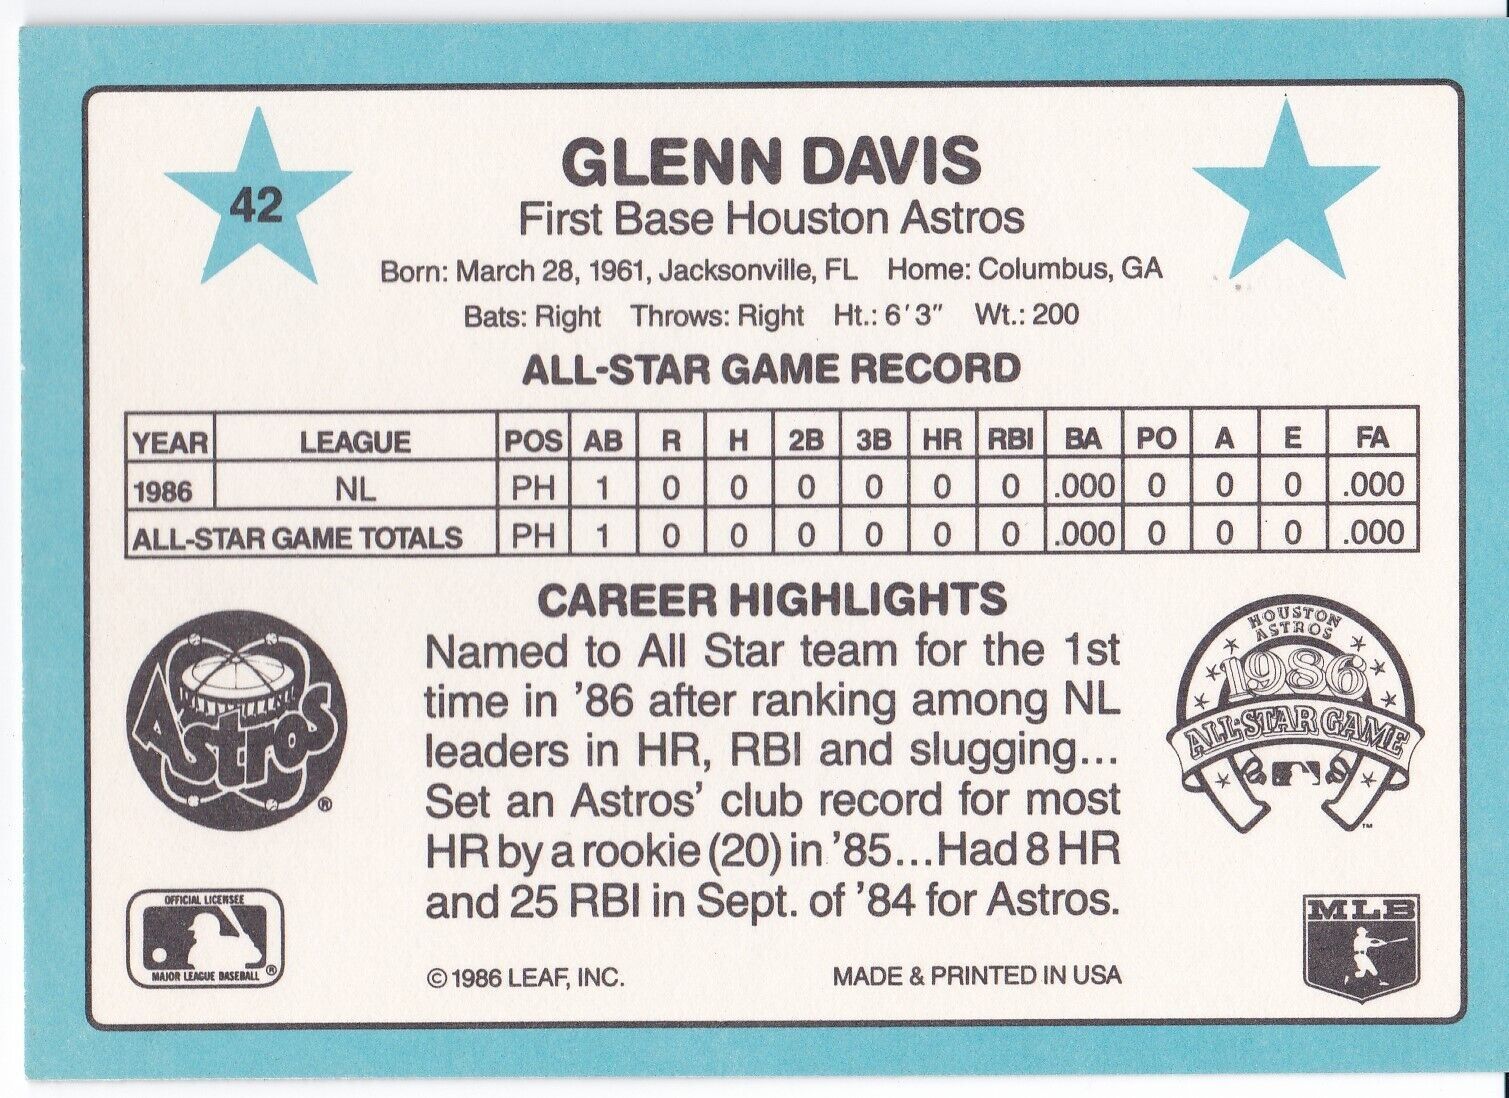 42
GLENN DAVIS
First Base Houston Astros
Born: March 28, 1961, Jacksonville, FL Home: Columbus, GA
Bats: Right Throws: Right Ht.: 6'3" Wt.: 200
ALL-STAR GAME RECORD
YEAR LEAGUE POS AB R H 2B 3B HR RBI BA PO A E FA
1986 NL PH 1 0 0 0 0 0 0 .000 0 0 0 .000
ALL-STAR GAME TOTALS PH 1 0 0 0 0 0 0 .000 0 0 0 .000
CAREER HIGHLIGHTS
Named to All Star team for the 1st
time in '86 after ranking among NL
leaders in HR, RBI and slugging...
Set an Astros' club record for most
HR by a rookie (20) in '85...Had 8 HR
and 25 RBI in Sept. of '84 for Astros.
Astros
®
HOUSTON
ASTROS
1986
ALL-STAR GAME
™
OFFICIAL LICENSEE
MAJOR LEAGUE BASEBALL ®
© 1986 LEAF, INC. MADE & PRINTED IN USA
MLB